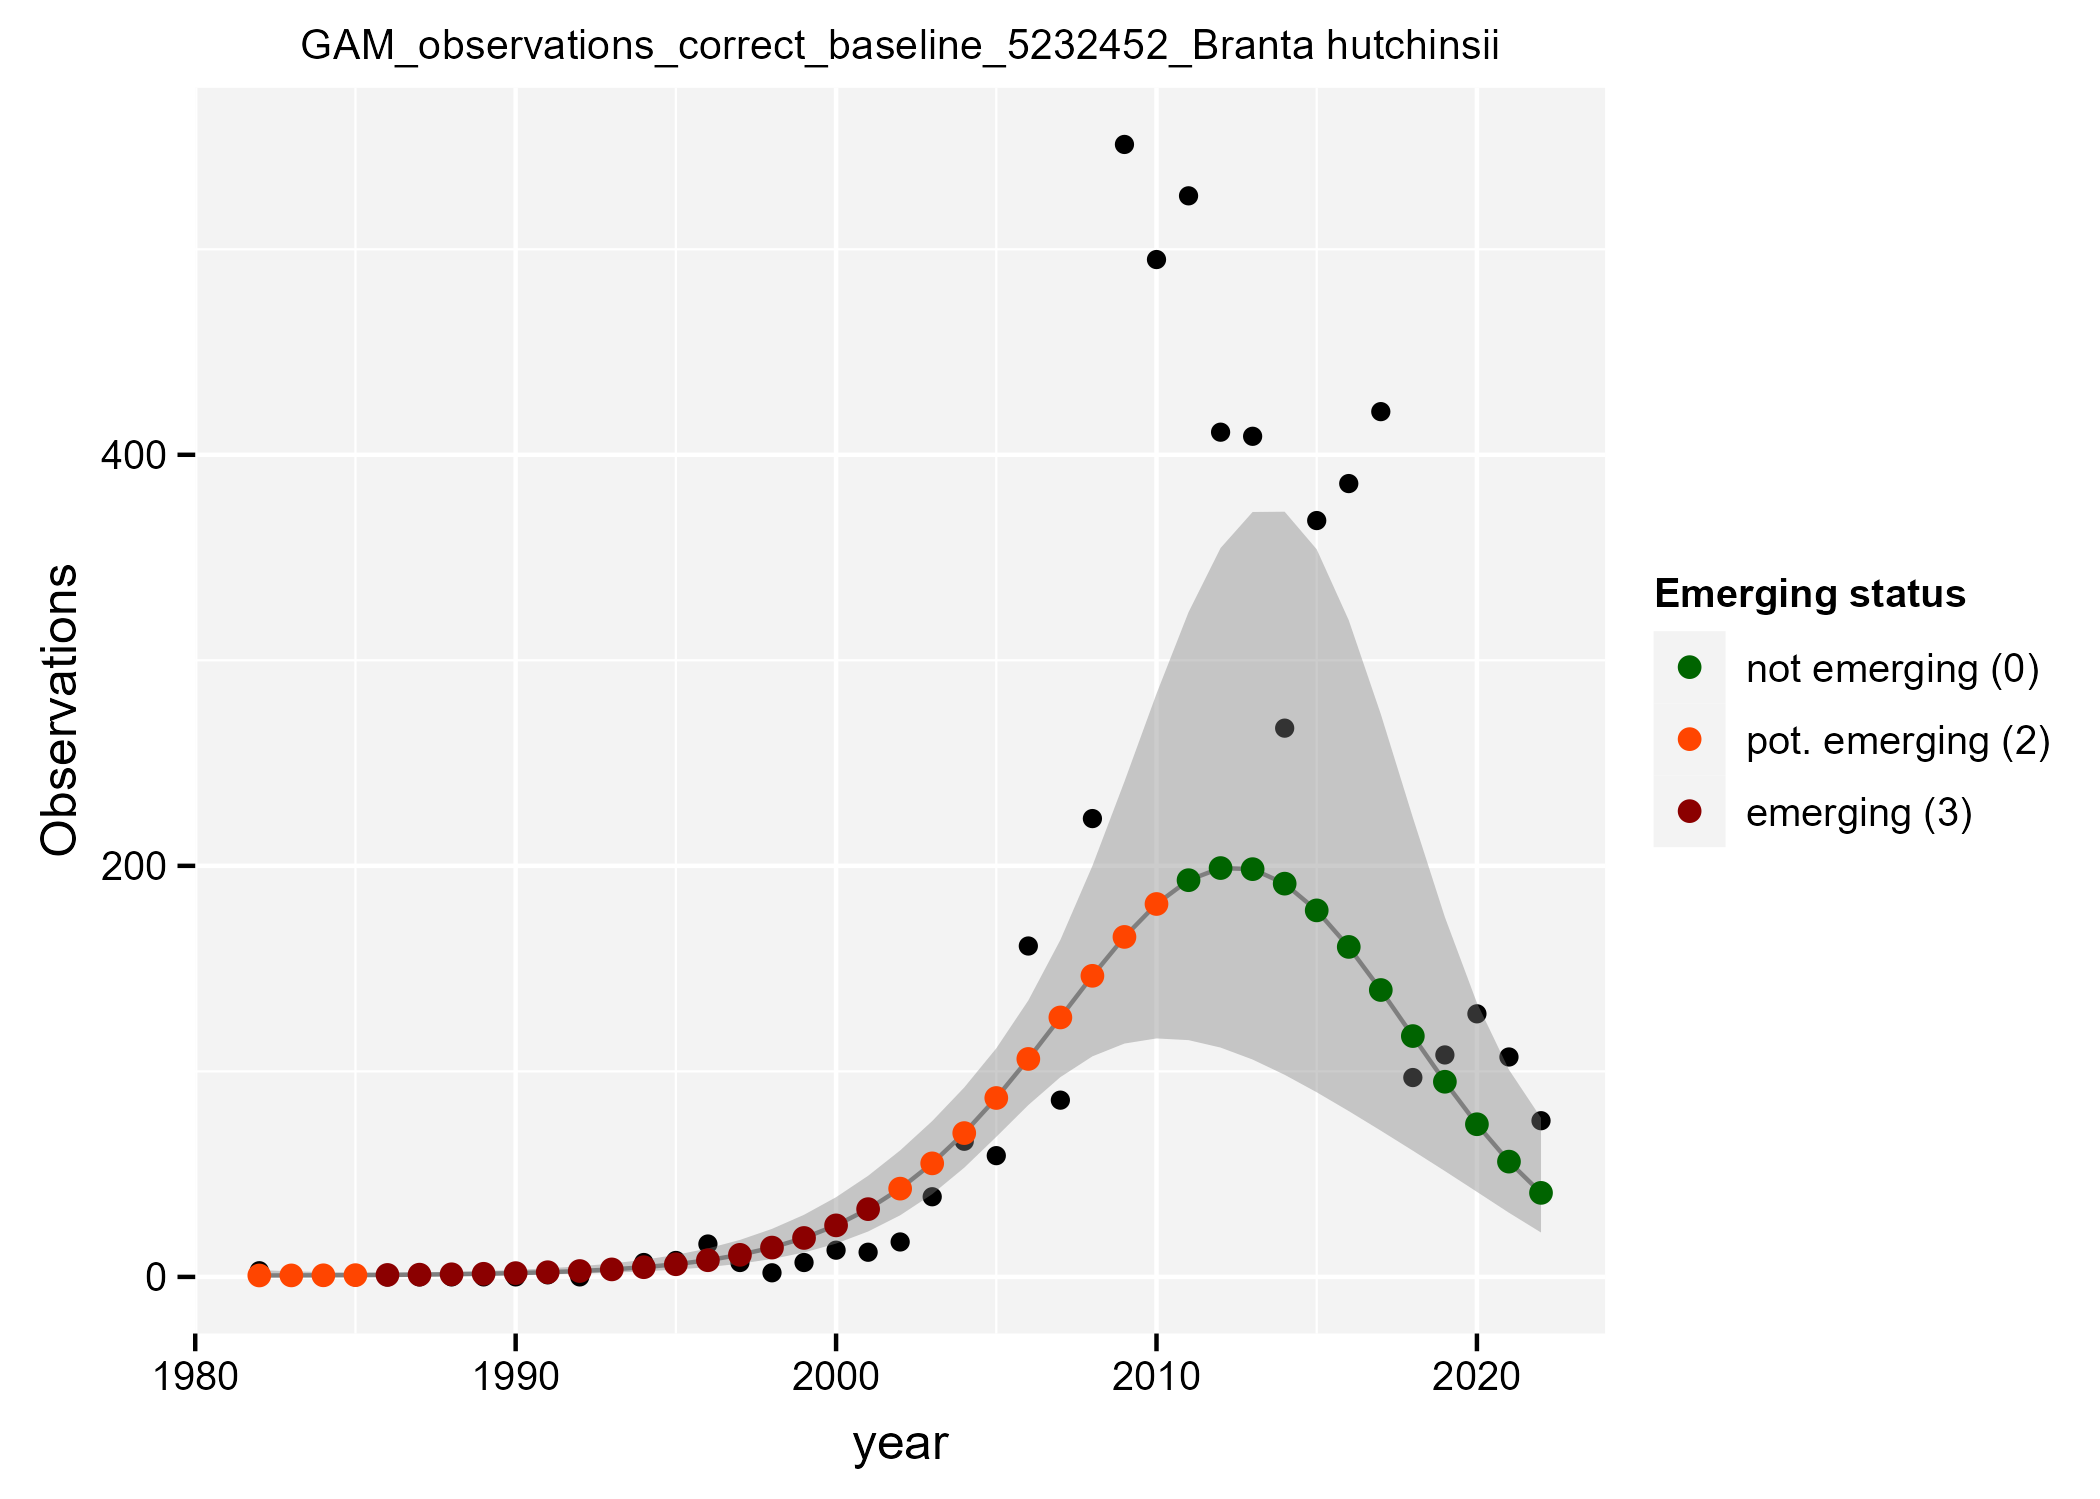 GAM_observations_correct_baseline_5232452_Branta hutchinsii
Observations
400
200
0
1980 1990 2000 2010 2020
year
Emerging status
not emerging (0)
pot. emerging (2)
emerging (3)